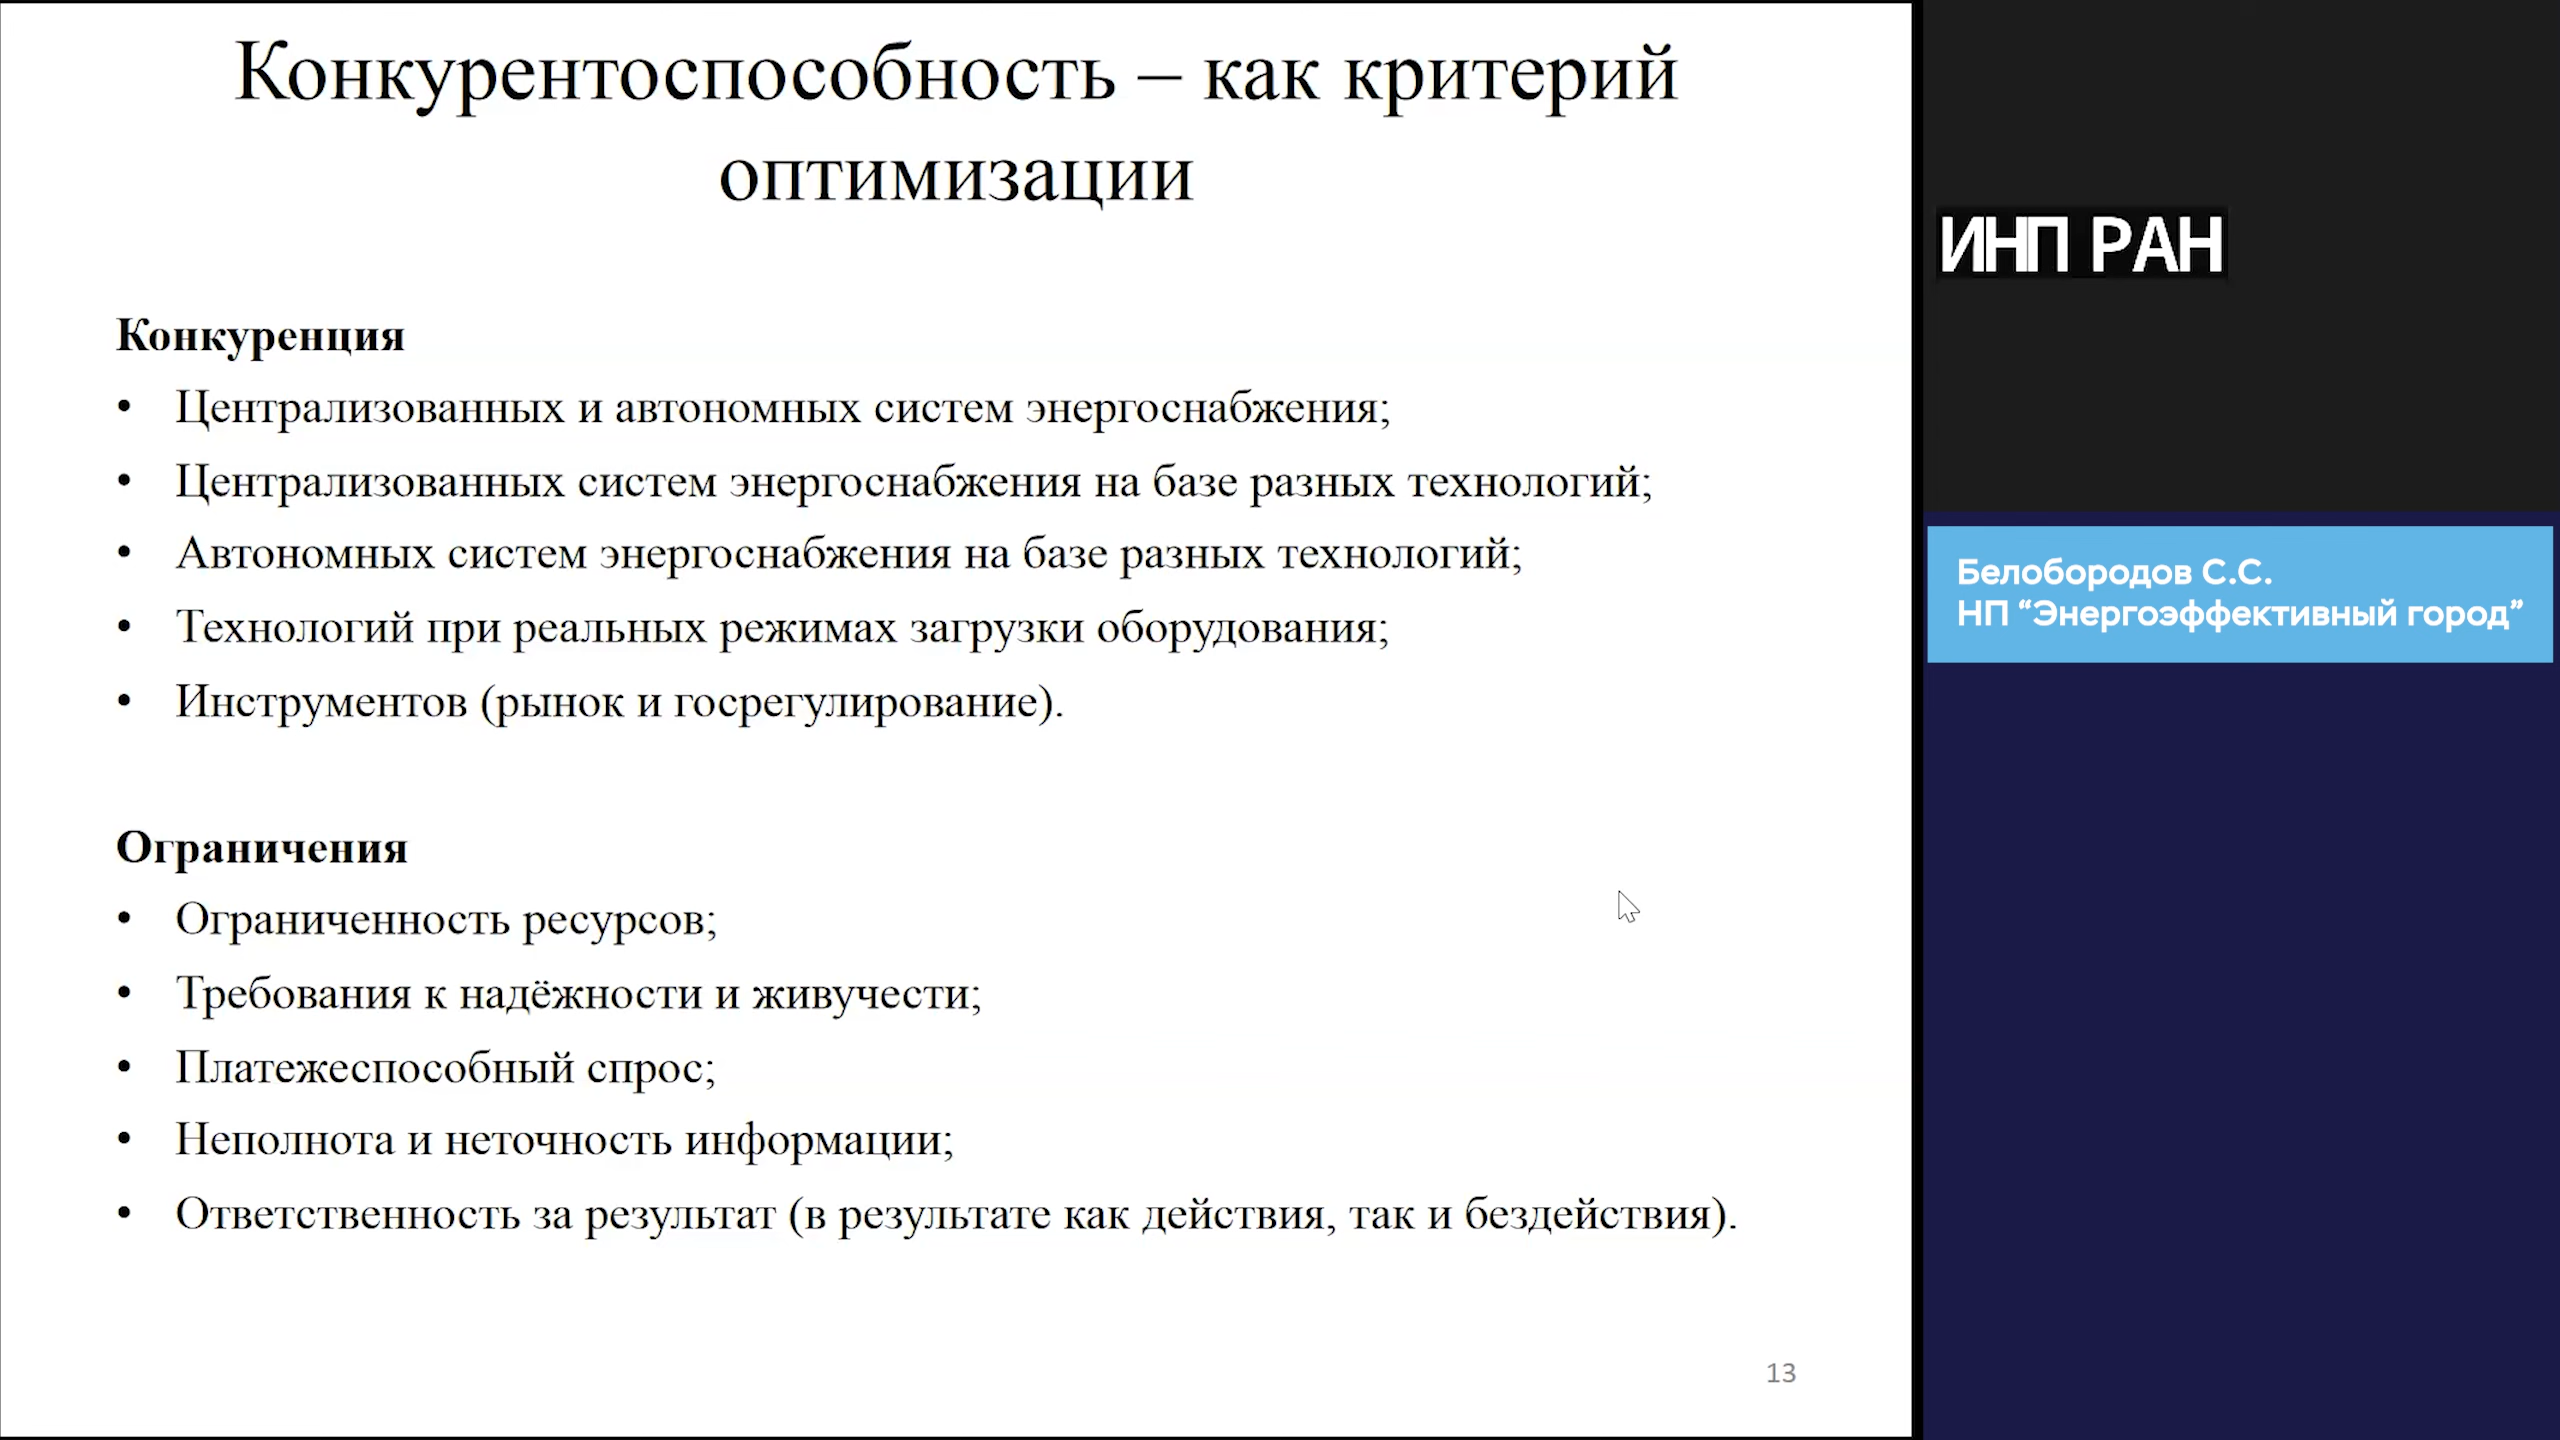 Конкурентоспособность – как критерий
оптимизации
Конкуренция
• Централизованных и автономных систем энергоснабжения;
• Централизованных систем энергоснабжения на базе разных технологий;
• Автономных систем энергоснабжения на базе разных технологий;
• Технологий при реальных режимах загрузки оборудования;
• Инструментов (рынок и госрегулирование).
Ограничения
• Ограниченность ресурсов;
• Требования к надёжности и живучести;
• Платежеспособный спрос;
• Неполнота и неточность информации;
• Ответственность за результат (в результате как действия, так и бездействия).
13
ИНП РАН
Белобородов С.С.
НП “Энергоэффективный город”